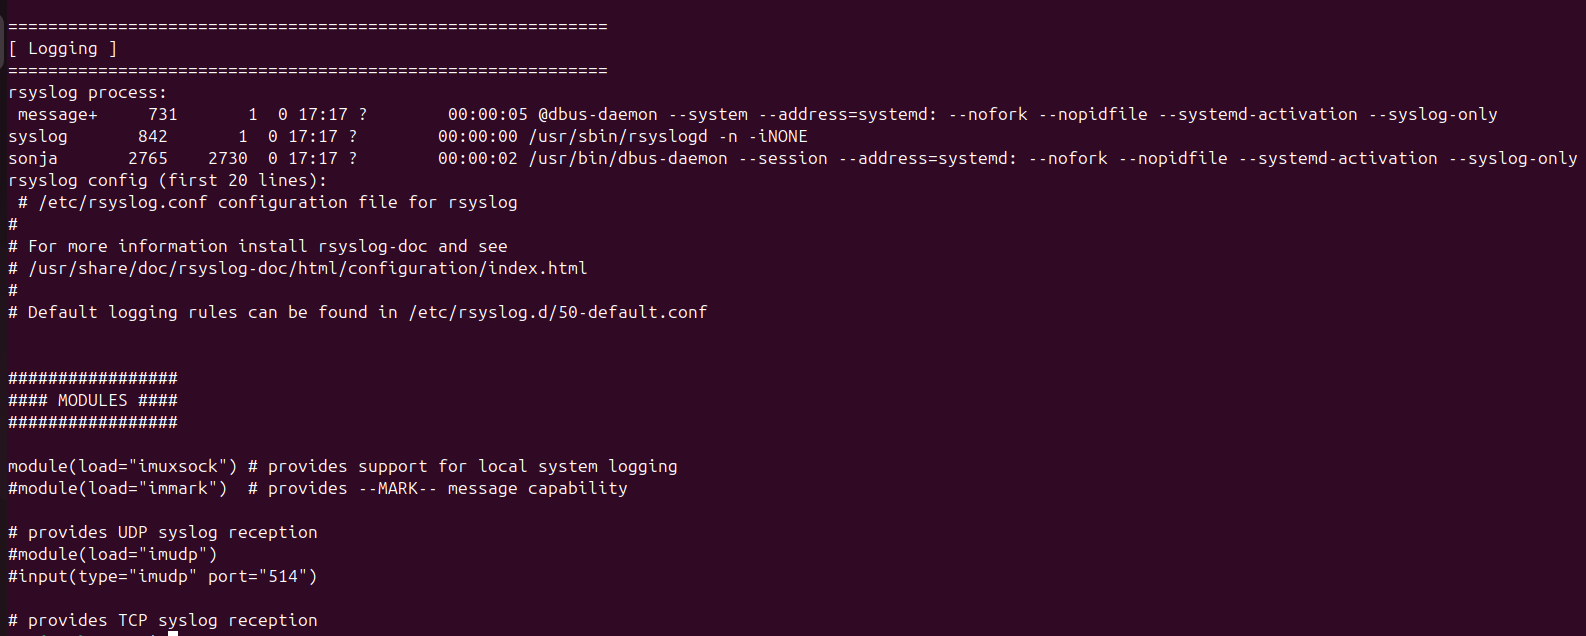 ============================================================
[ Logging ]
============================================================
rsyslog process:
 message+     731       1  0 17:17 ?        00:00:05 @dbus-daemon --system --address=systemd: --nofork --nopidfile --systemd-activation --syslog-only
syslog       842       1  0 17:17 ?        00:00:00 /usr/sbin/rsyslogd -n -iNONE
sonja       2765    2730  0 17:17 ?        00:00:02 /usr/bin/dbus-daemon --session --address=systemd: --nofork --nopidfile --systemd-activation --syslog-only
rsyslog config (first 20 lines):
 # /etc/rsyslog.conf configuration file for rsyslog
#
# For more information install rsyslog-doc and see
# /usr/share/doc/rsyslog-doc/html/configuration/index.html
#
# Default logging rules can be found in /etc/rsyslog.d/50-default.conf
#################
#### MODULES ####
#################
module(load="imuxsock") # provides support for local system logging
#module(load="immark")  # provides --MARK-- message capability
# provides UDP syslog reception
#module(load="imudp")
#input(type="imudp" port="514")
# provides TCP syslog reception